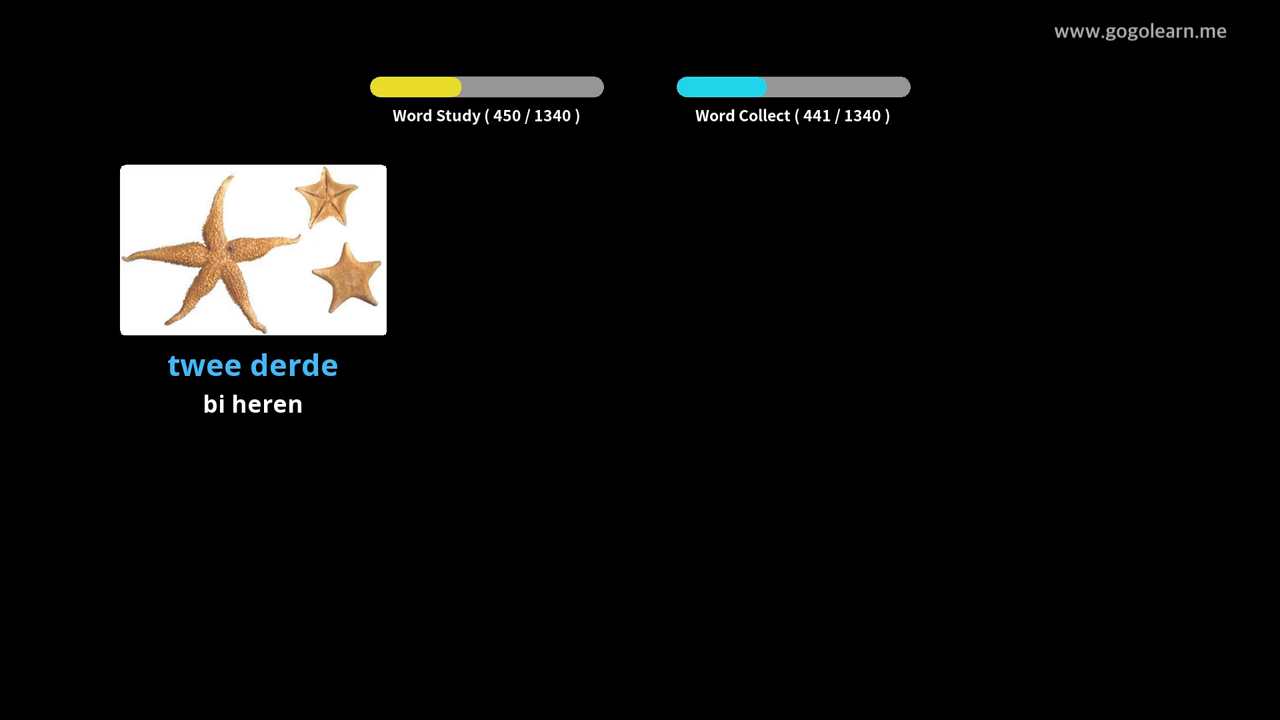 www.gogolearn.me
Word Study ( 450 / 1340 )
Word Collect ( 441 / 1340 )
twee derde
bi heren